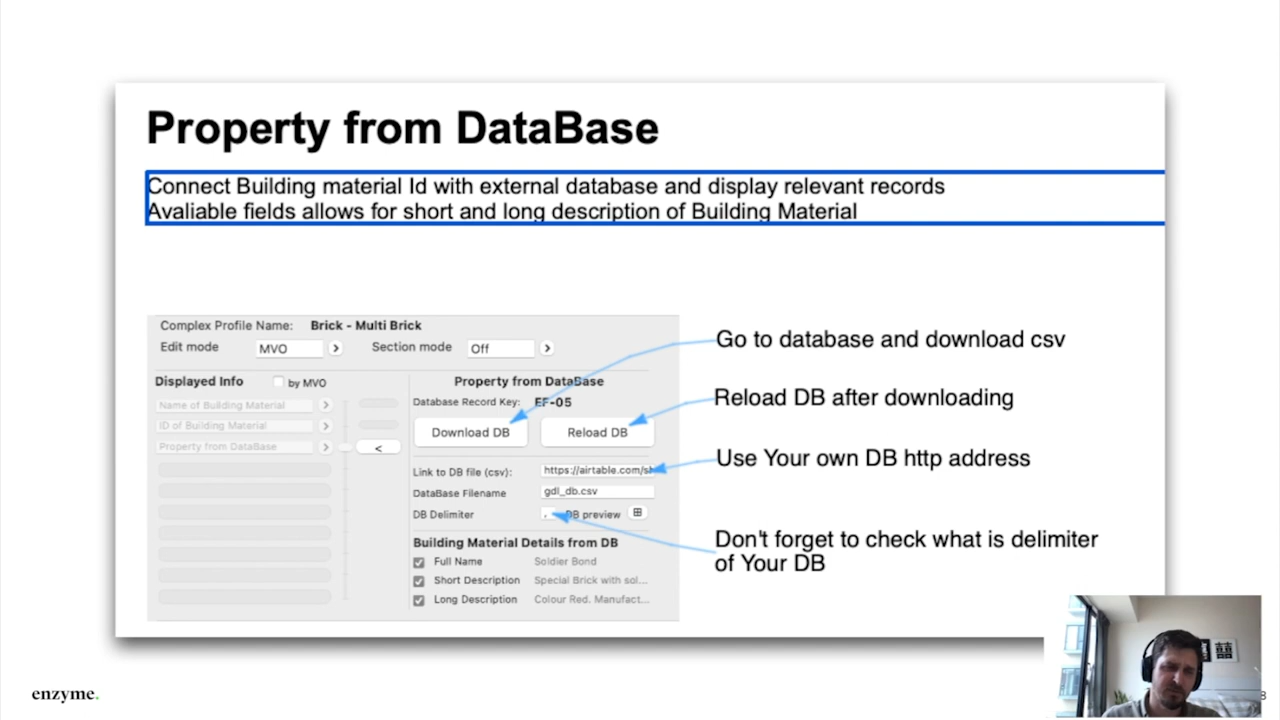 Property from DataBase
Connect Building material Id with external database and display relevant records
Avaliable fields allows for short and long description of Building Material
Complex Profile Name: Brick - Multi Brick
Edit mode MVO > Section mode Off >
Displayed Info by MVO
Name of Building Material >
ID of Building Material >
Property from DataBase > <
Property from DataBase
Database Record Key: EF-05
Download DB Reload DB
Link to DB file (csv): https://airtable.com/sh
DataBase Filename gdl_db.csv
DB Delimiter , DB preview
Building Material Details from DB
Full Name Soldier Bond
Short Description Special Brick with sol...
Long Description Colour Red. Manufact...
Go to database and download csv
Reload DB after downloading
Use Your own DB http address
Don't forget to check what is delimiter
of Your DB
enzyme.
8